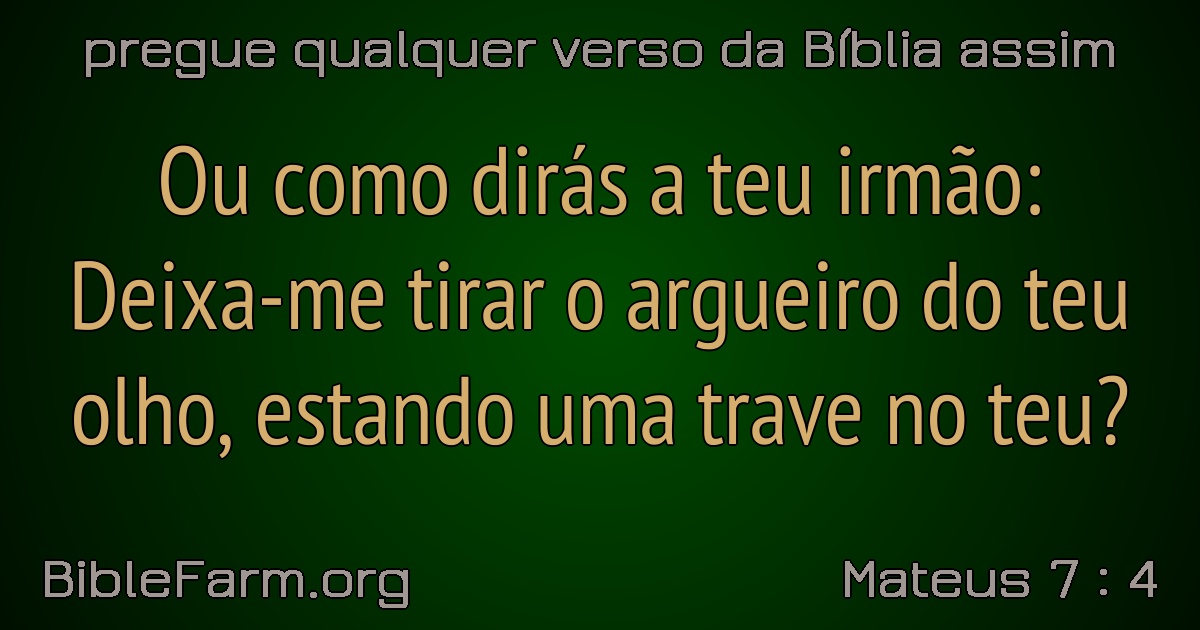 pregue qualquer verso da Bíblia assim
Ou como dirás a teu irmão:
Deixa-me tirar o argueiro do teu
olho, estando uma trave no teu?
BibleFarm.org
Mateus 7 : 4